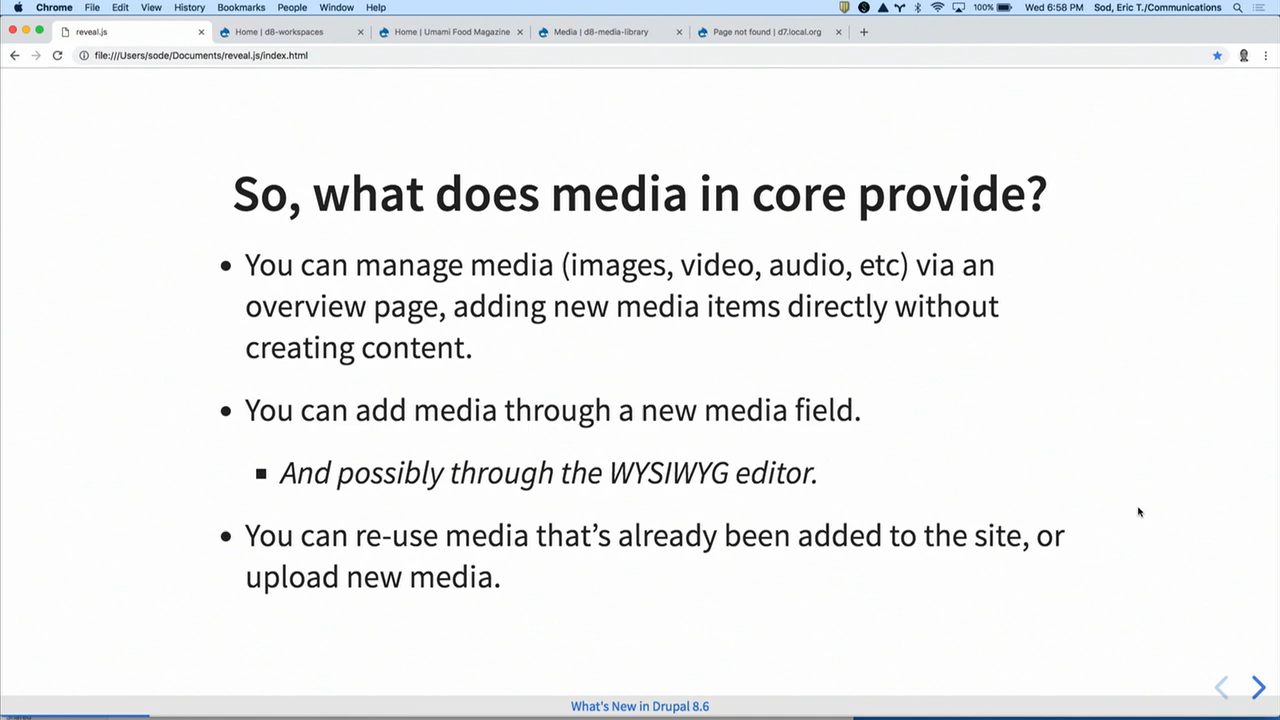 Chrome File Edit View History Bookmarks People Window Help 100% Wed 6:58 PM Sod, Eric T./Communications
reveal.js Home | d8-workspaces Home | Umami Food Magazine Media | d8-media-library Page not found | d7.local.org
file:///Users/sode/Documents/reveal.js/index.html
So, what does media in core provide?
• You can manage media (images, video, audio, etc) via an
overview page, adding new media items directly without
creating content.
• You can add media through a new media field.
▪ And possibly through the WYSIWYG editor.
• You can re-use media that’s already been added to the site, or
upload new media.
What's New in Drupal 8.6